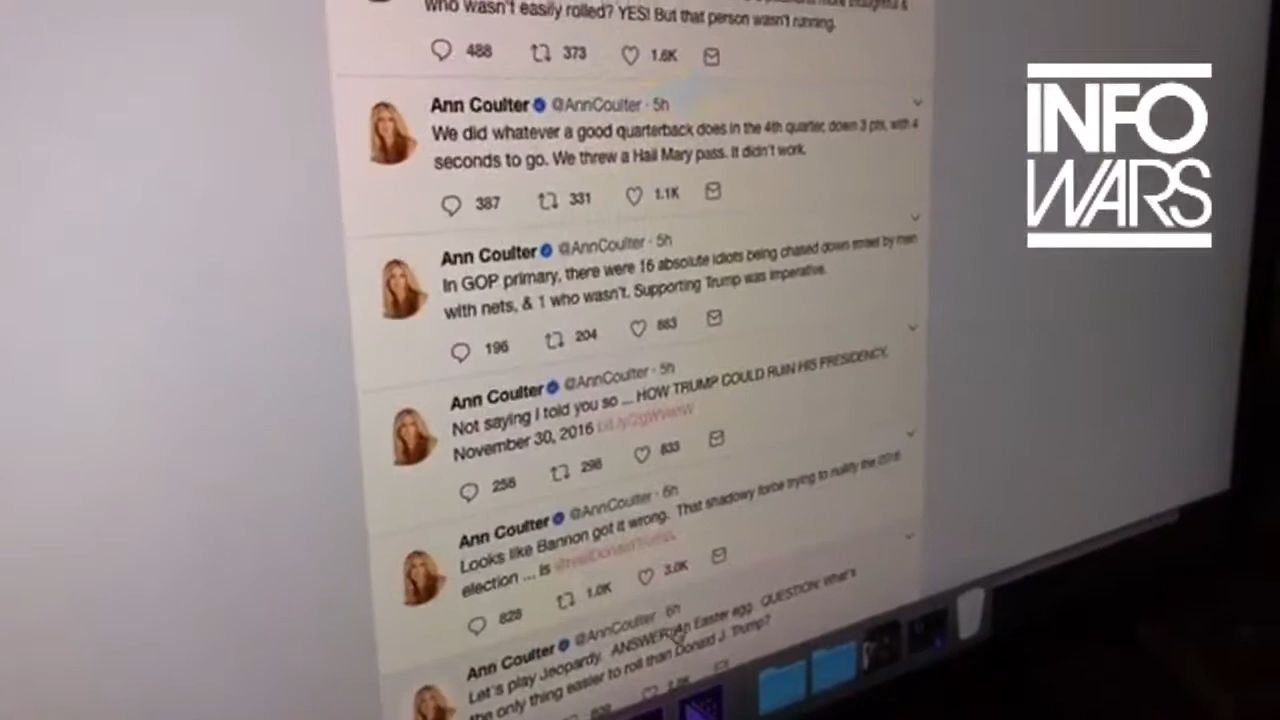 who wasn't easily rolled? YES! But that person wasn't running.
488 373 1.6K
INFO
WARS
Ann Coulter @AnnCoulter · 5h
We did whatever a good quarterback does in the 4th quarter, down 3 pts, with 4
seconds to go. We threw a Hail Mary pass. It didn't work.
387 331 1.1K
Ann Coulter @AnnCoulter · 5h
In GOP primary, there were 16 absolute idiots being chased down street by men
with nets, & 1 who wasn't. Supporting Trump was imperative.
196 204 883
Ann Coulter @AnnCoulter · 5h
Not saying I told you so ... HOW TRUMP COULD RUIN HIS PRESIDENCY,
November 30, 2016
256 298 833
Ann Coulter @AnnCoulter · 6h
Looks like Bannon got it wrong. That shadowy force trying to nullify the 2016
election ... is @realDonaldTrump.
828 1.0K 3.0K
Ann Coulter @AnnCoulter · 6h
Let's play Jeopardy. ANSWER: An Easter egg. QUESTION: What's
the only thing easier to roll than Donald J. Trump?